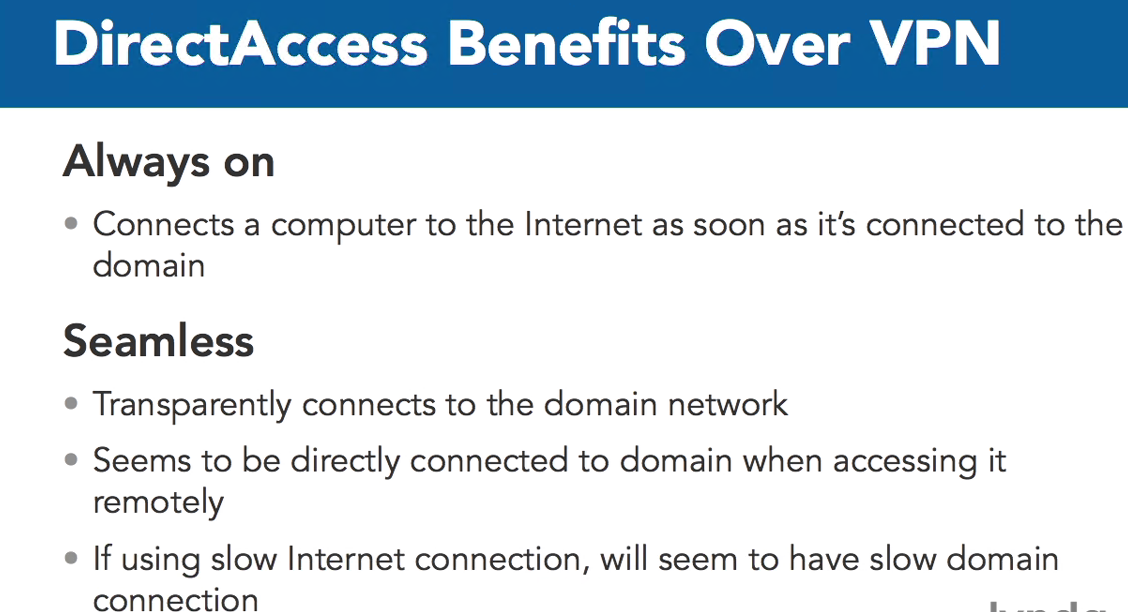 DirectAccess Benefits Over VPN
Always on
• Connects a computer to the Internet as soon as it's connected to the
domain
Seamless
• Transparently connects to the domain network
• Seems to be directly connected to domain when accessing it
remotely
• If using slow Internet connection, will seem to have slow domain
connection